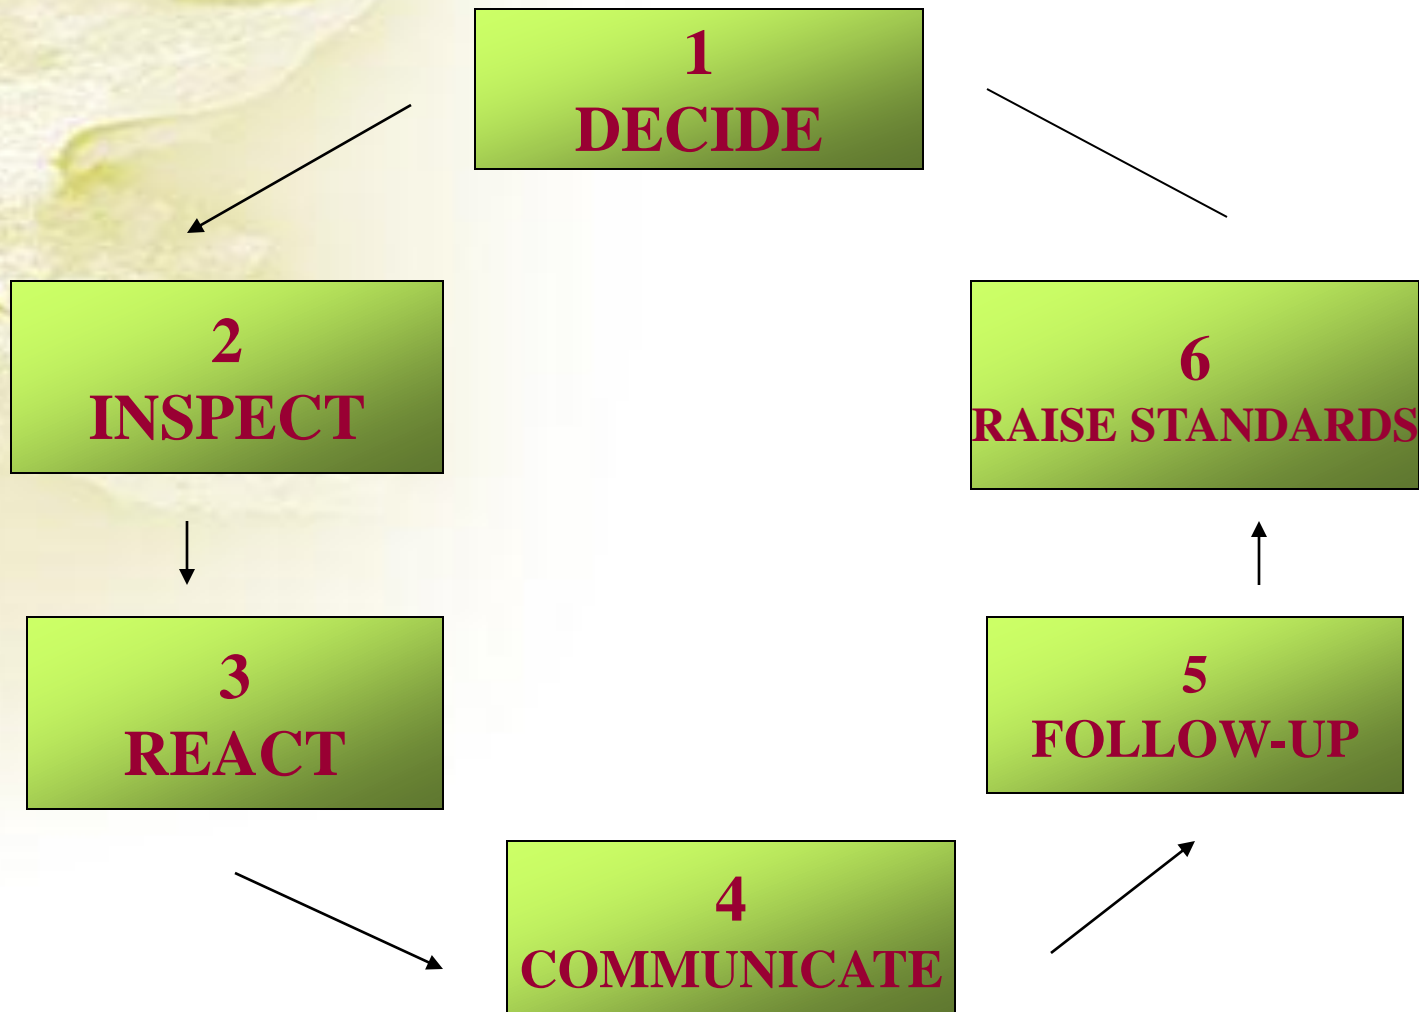 1
DECIDE
2
INSPECT
3
REACT
4
COMMUNICATE
5
FOLLOW-UP
6
RAISE STANDARDS